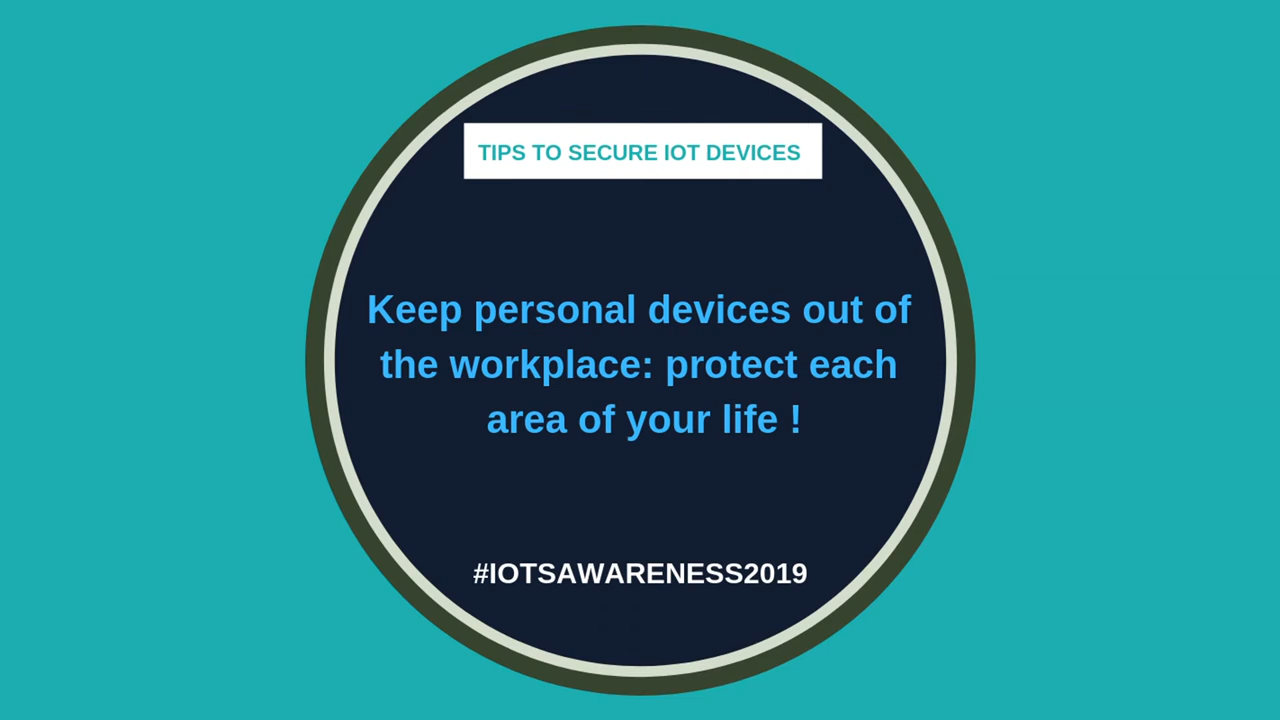 TIPS TO SECURE IOT DEVICES
Keep personal devices out of
the workplace: protect each
area of your life !
#IOTSAWARENESS2019